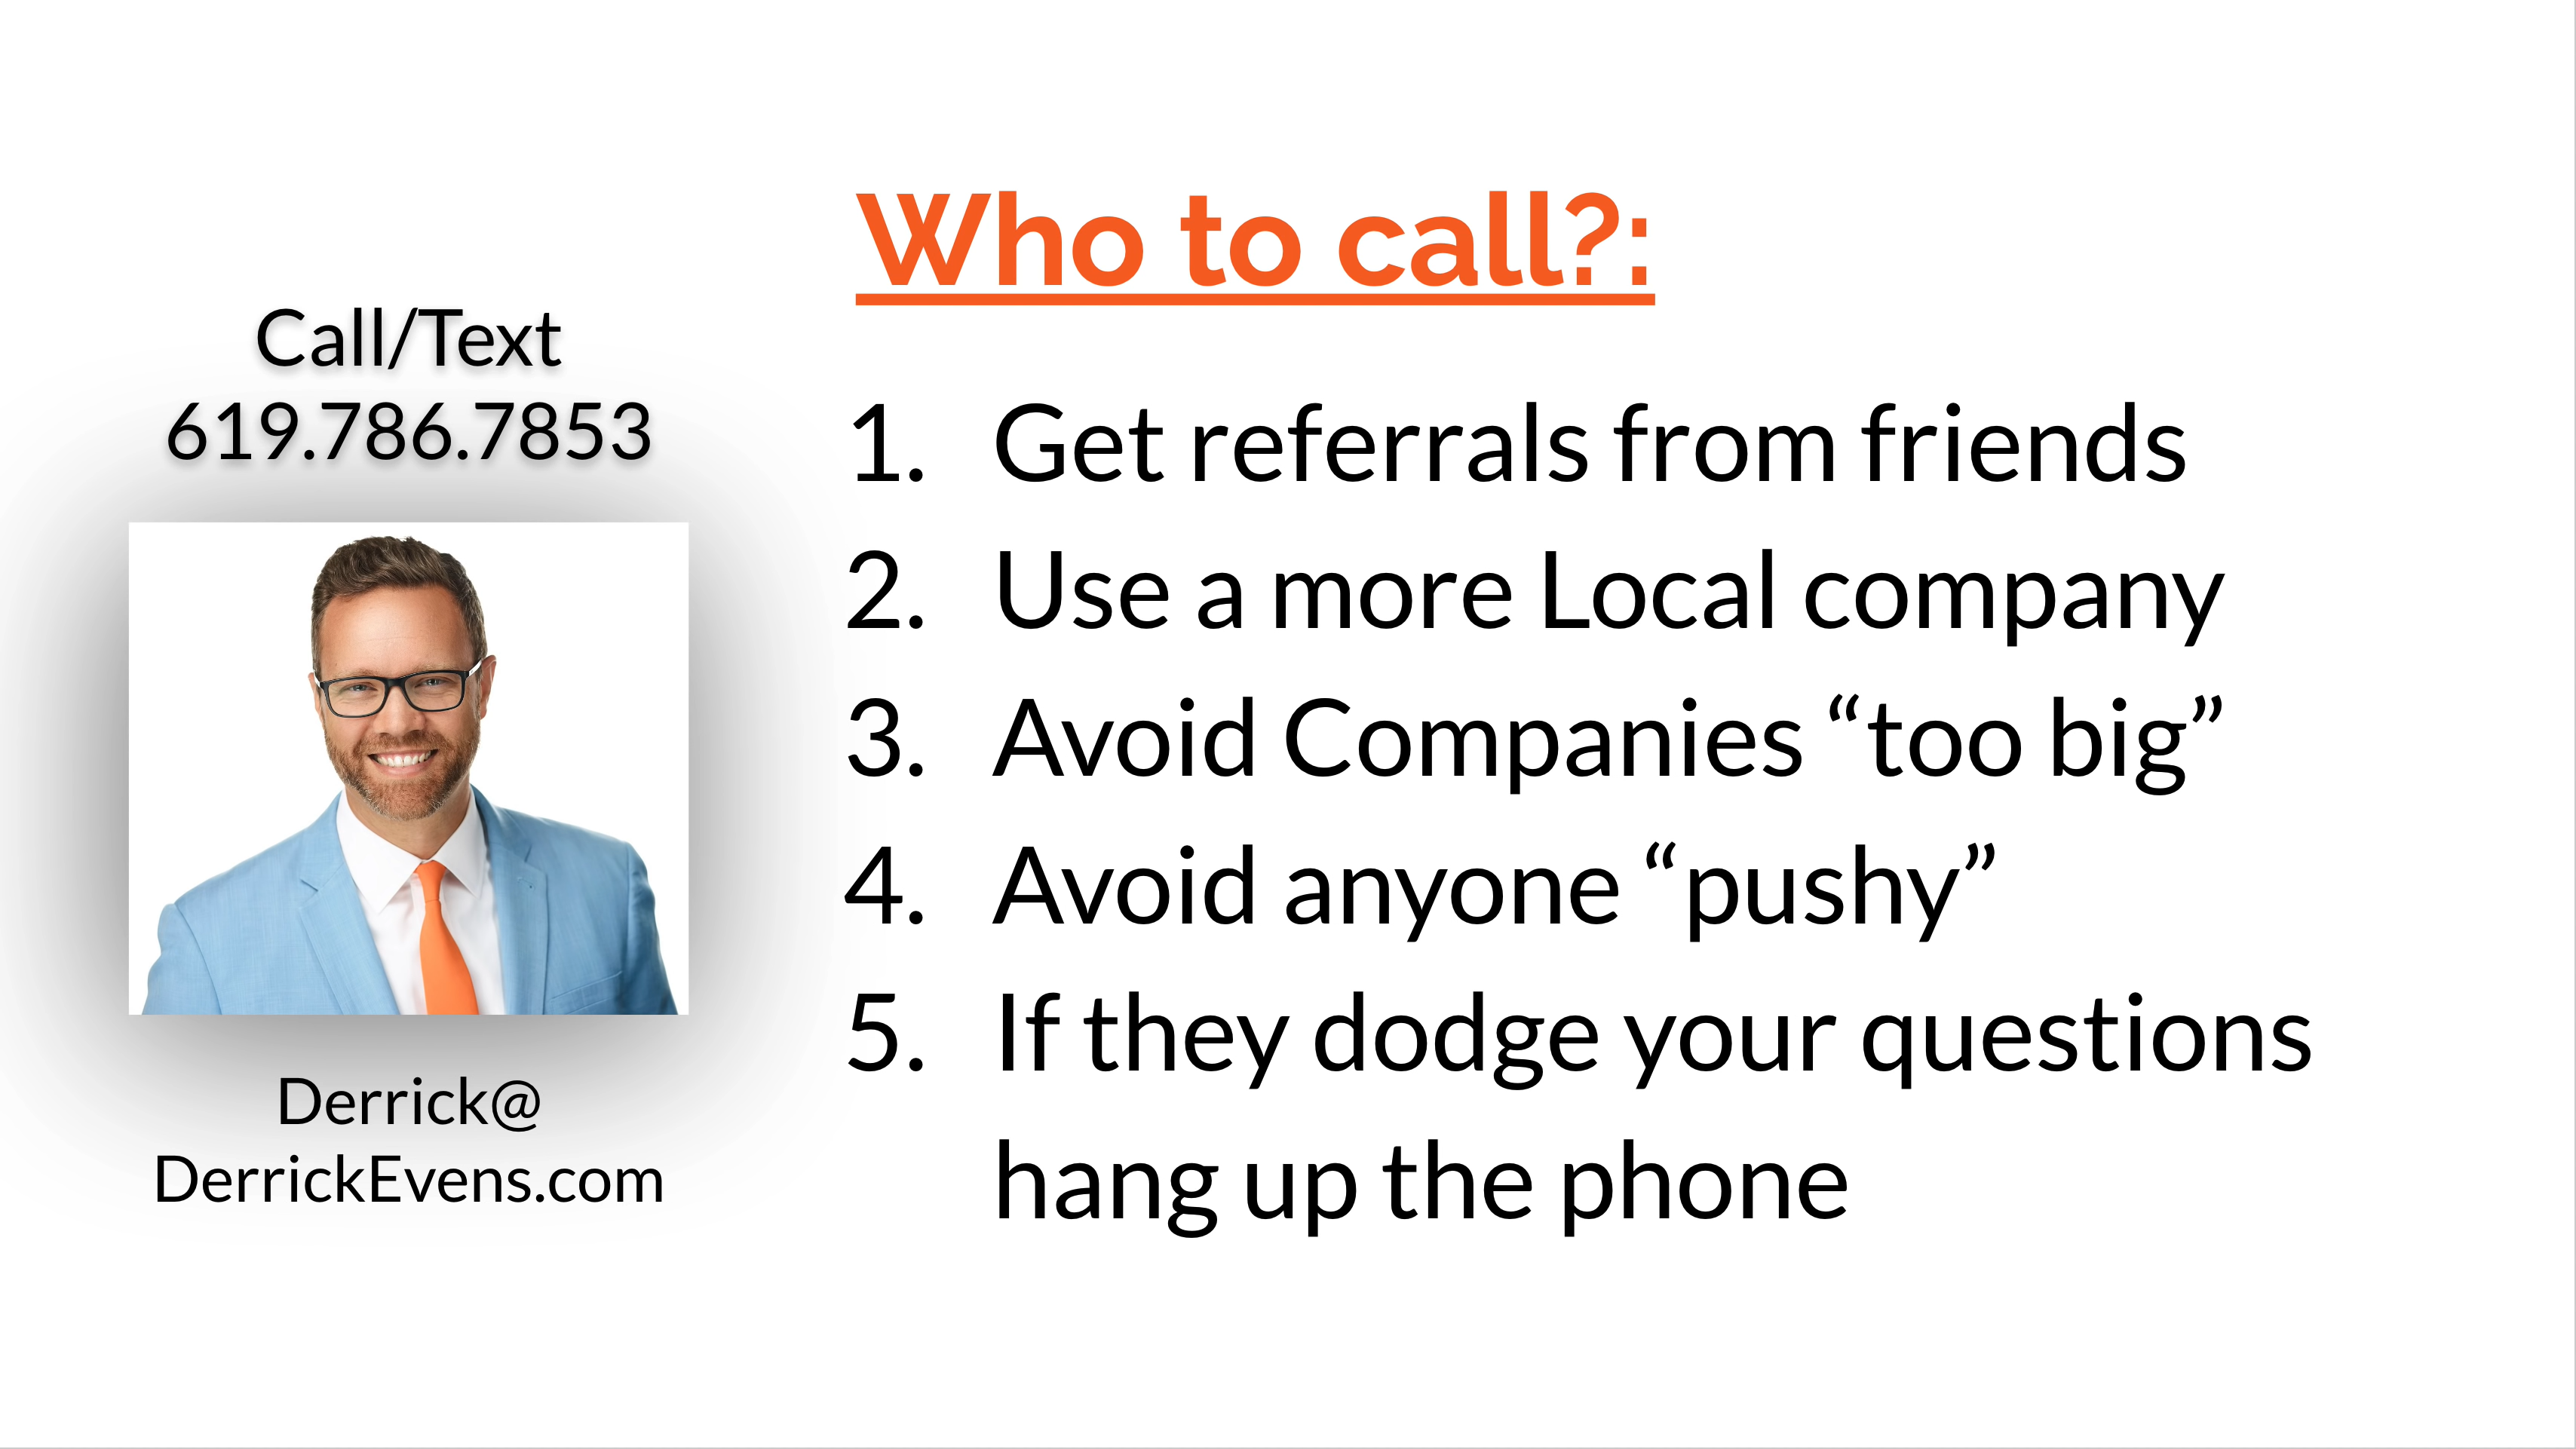 Call/Text
619.786.7853
Derrick@
DerrickEvens.com
Who to call?:
1. Get referrals from friends
2. Use a more Local company
3. Avoid Companies “too big”
4. Avoid anyone “pushy”
5. If they dodge your questions
hang up the phone